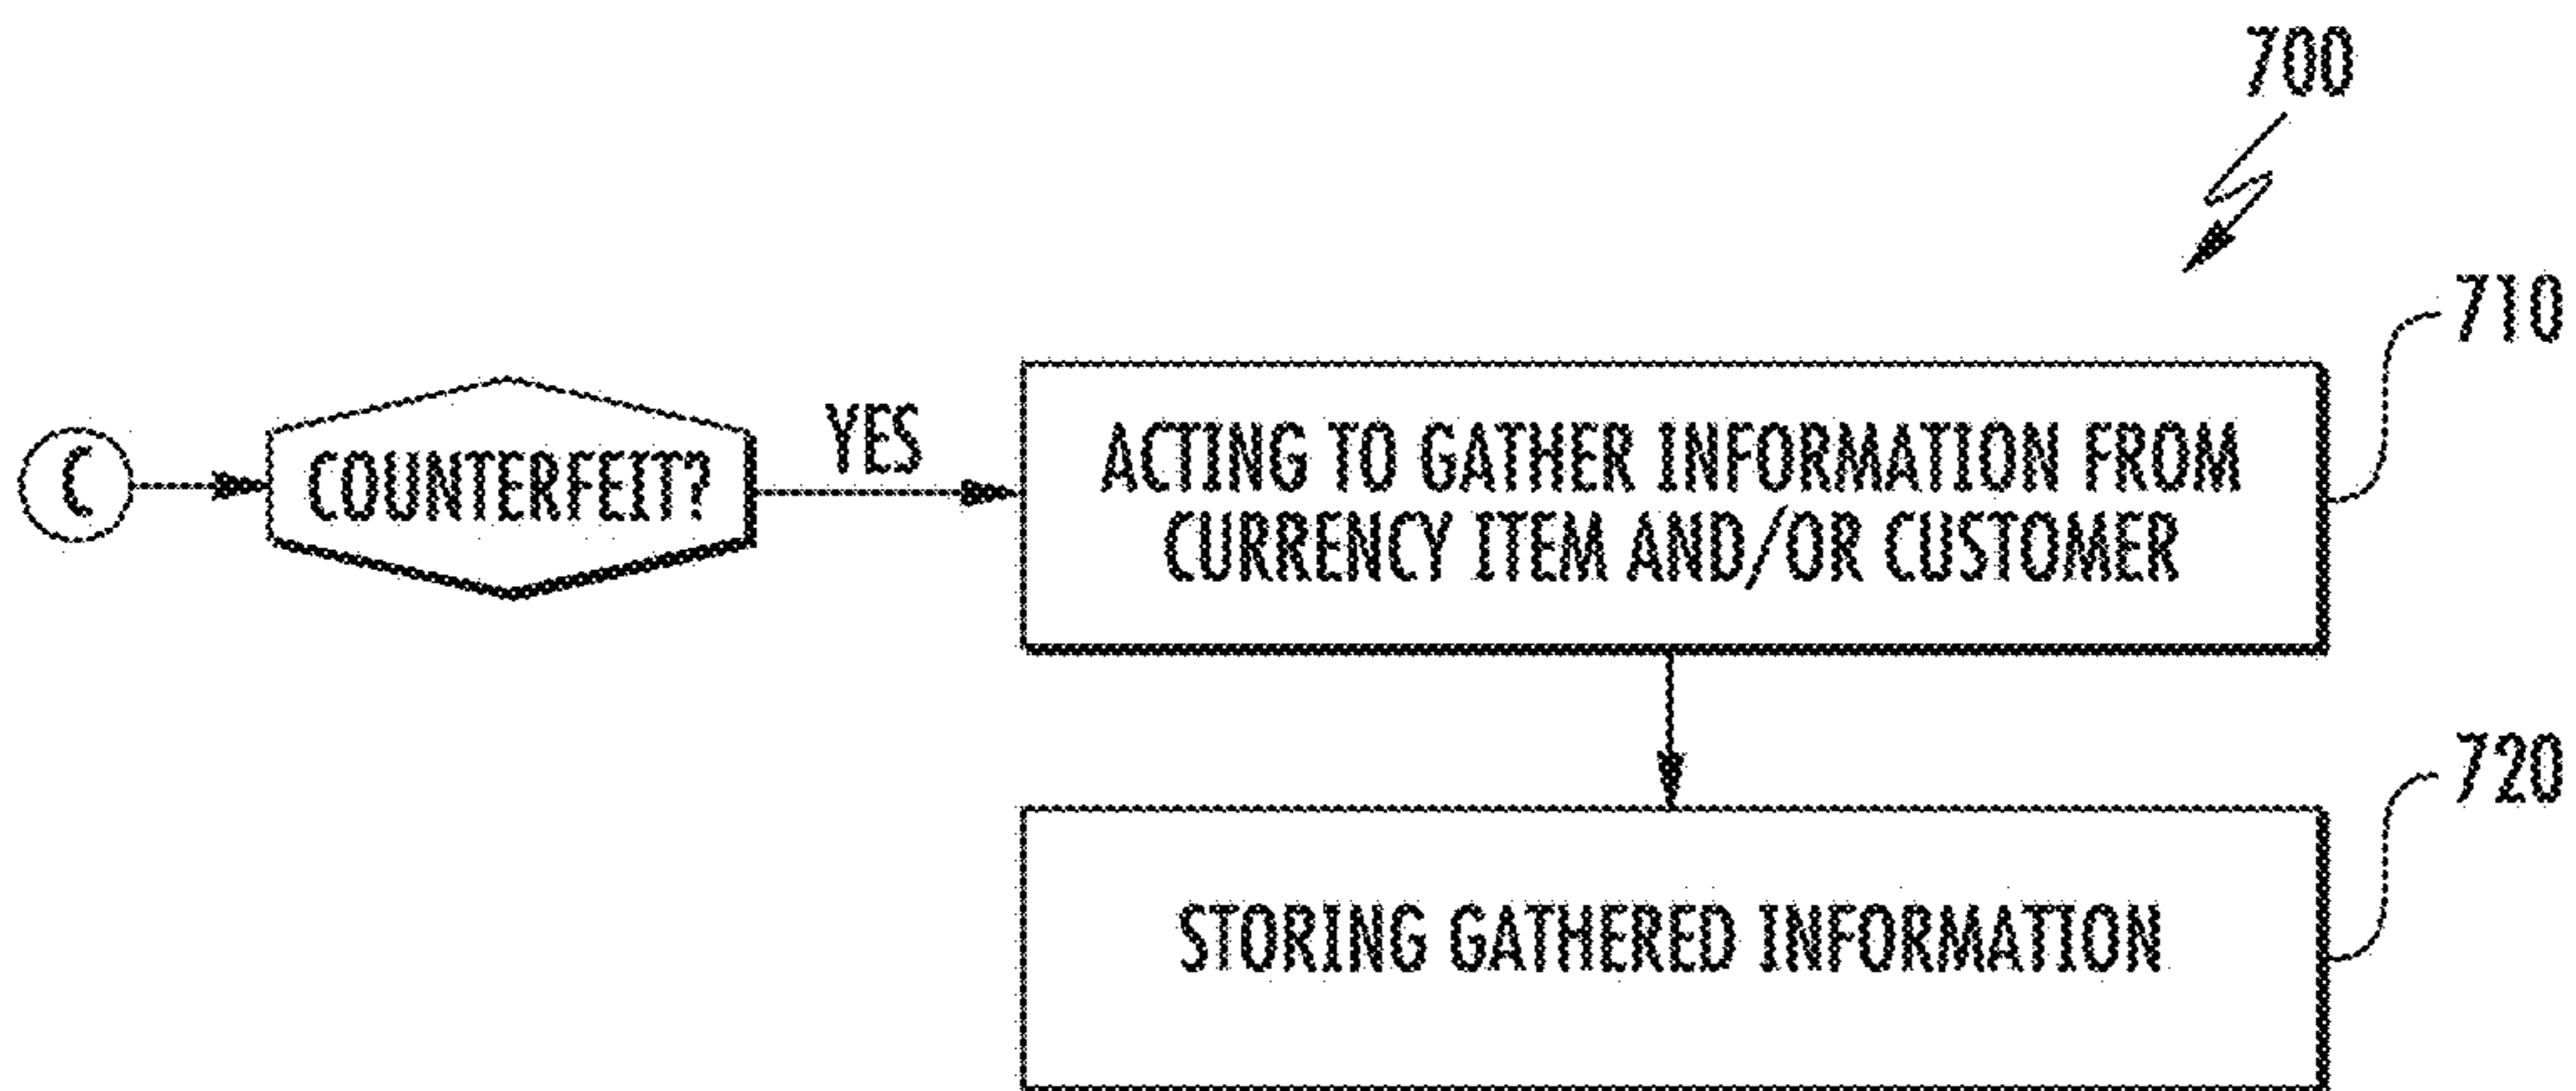 700
710
C
COUNTERFEIT?
YES
ACTING TO GATHER INFORMATION FROM
CURRENCY ITEM AND/OR CUSTOMER
720
STORING GATHERED INFORMATION